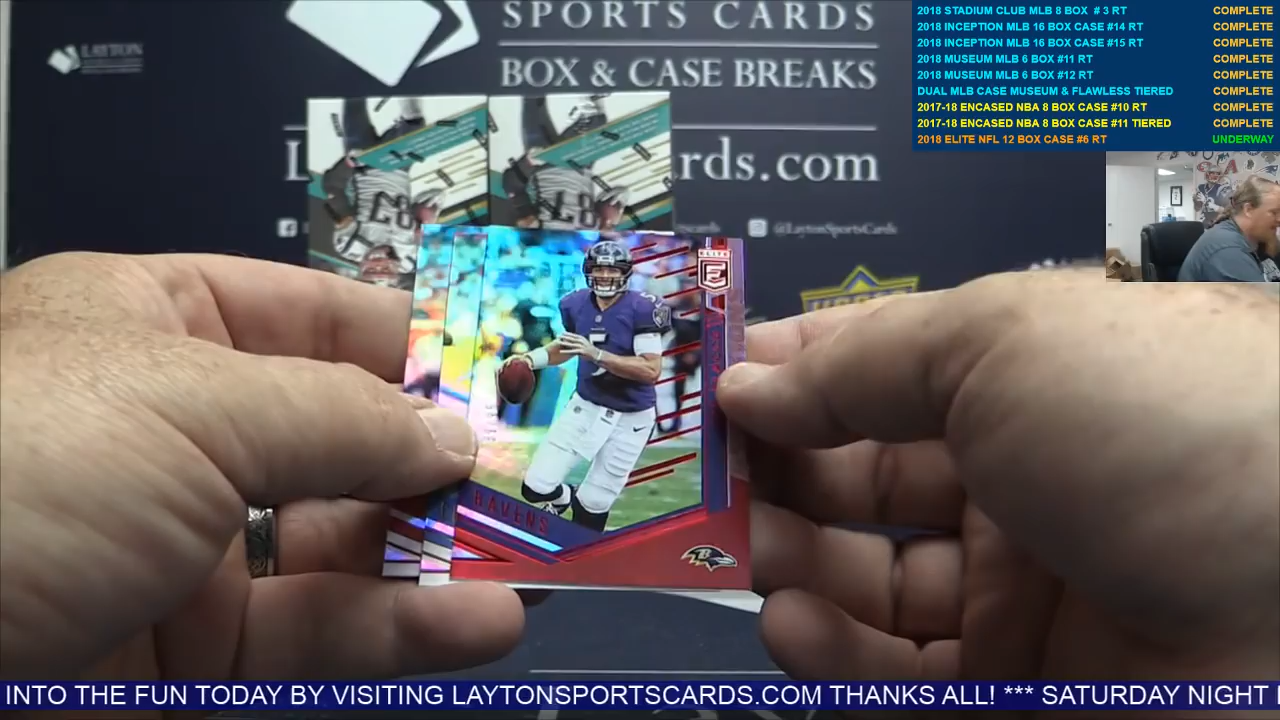 SPORTS CARDS
BOX & CASE BREAKS
rds.com
@LaytonSportsCards
LAYTON
2018 STADIUM CLUB MLB 8 BOX # 3 RT COMPLETE
2018 INCEPTION MLB 16 BOX CASE #14 RT COMPLETE
2018 INCEPTION MLB 16 BOX CASE #15 RT COMPLETE
2018 MUSEUM MLB 6 BOX #11 RT COMPLETE
2018 MUSEUM MLB 6 BOX #12 RT COMPLETE
DUAL MLB CASE MUSEUM & FLAWLESS TIERED COMPLETE
2017-18 ENCASED NBA 8 BOX CASE #10 RT COMPLETE
2017-18 ENCASED NBA 8 BOX CASE #11 TIERED COMPLETE
2018 ELITE NFL 12 BOX CASE #6 RT UNDERWAY
ELITE
5
RAVENS
INTO THE FUN TODAY BY VISITING LAYTONSPORTSCARDS.COM THANKS ALL! *** SATURDAY NIGHT